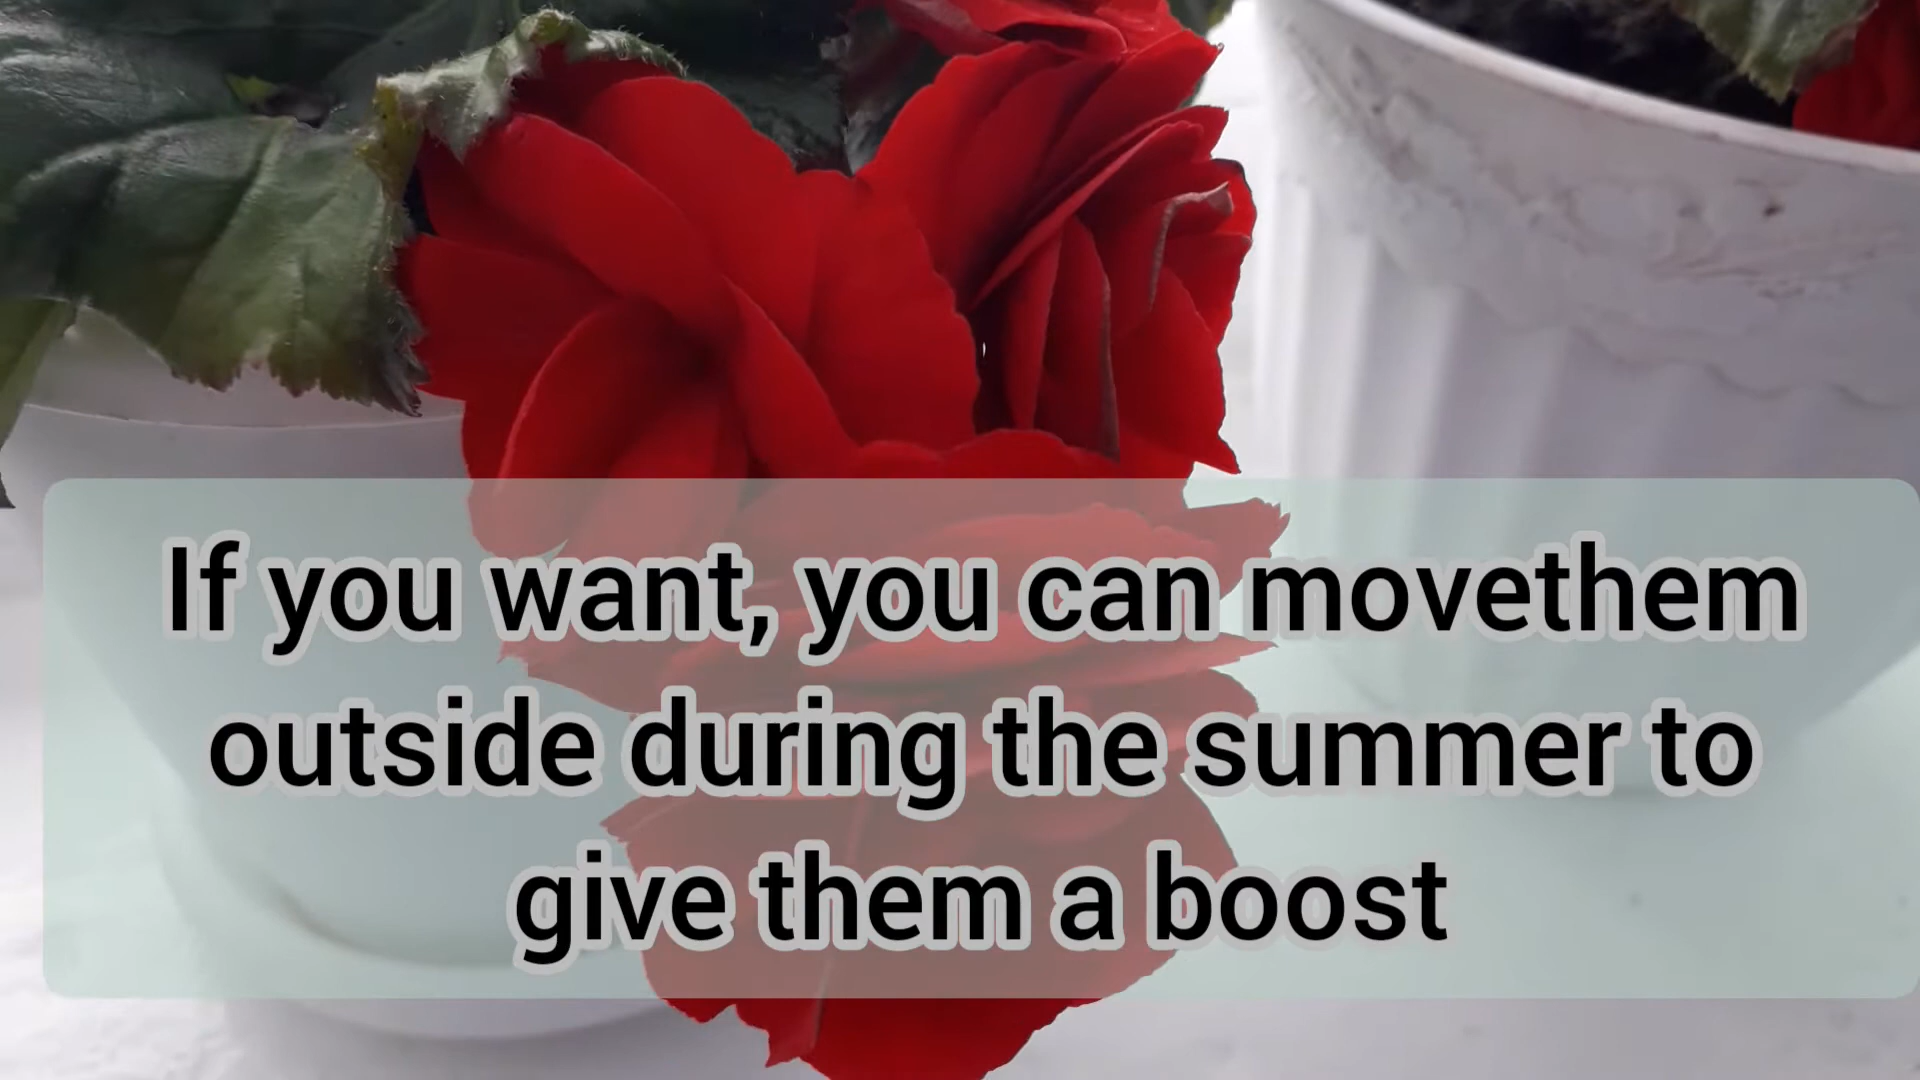 If you want, you can movethem
outside during the summer to
give them a boost